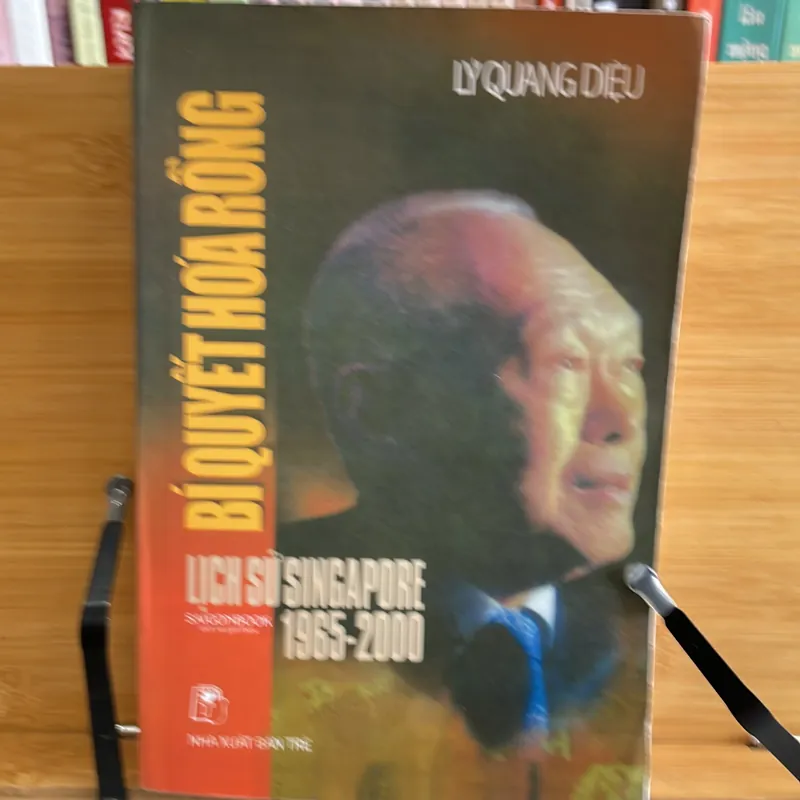 LÝ QUANG DIỆU
BÍ QUYẾT HÓA RỒNG
LỊCH SỬ SINGAPORE
1965-2000
SAIGONBOOK
NHÀ XUẤT BẢN TRẺ